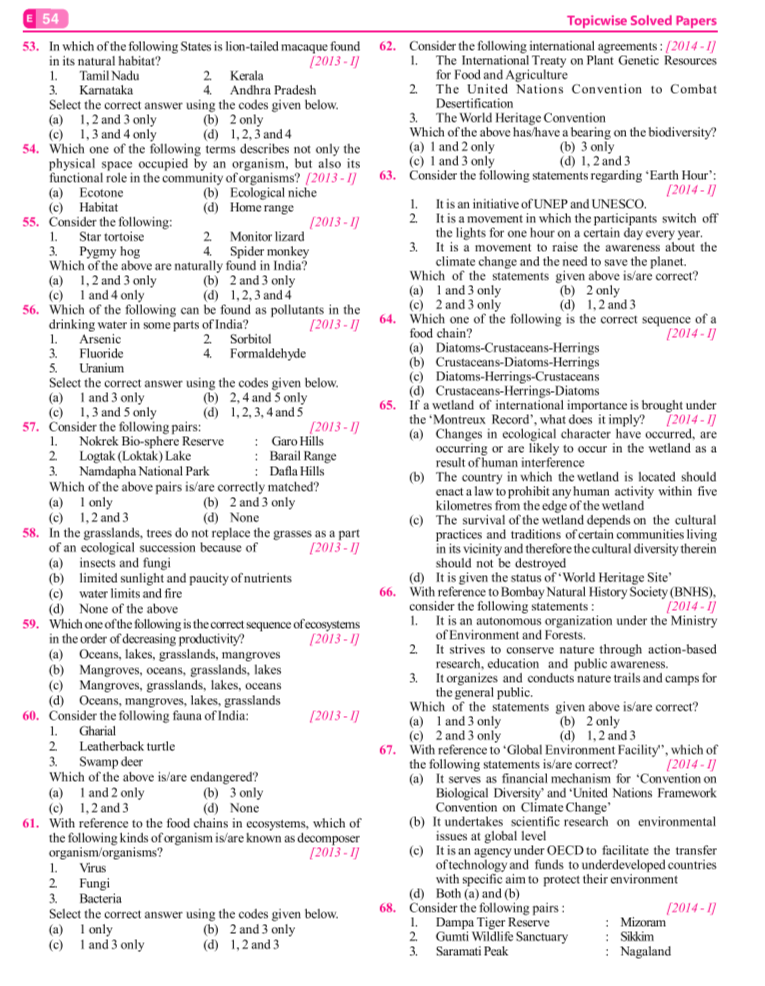 E 54
Topicwise Solved Papers
53. In which of the following States is lion-tailed macaque found
in its natural habitat? [2013 - I]
1. Tamil Nadu 2. Kerala
3. Karnataka 4. Andhra Pradesh
Select the correct answer using the codes given below.
(a) 1, 2 and 3 only (b) 2 only
(c) 1, 3 and 4 only (d) 1, 2, 3 and 4
54. Which one of the following terms describes not only the
physical space occupied by an organism, but also its
functional role in the community of organisms? [2013 - I]
(a) Ecotone (b) Ecological niche
(c) Habitat (d) Home range
55. Consider the following: [2013 - I]
1. Star tortoise 2. Monitor lizard
3. Pygmy hog 4. Spider monkey
Which of the above are naturally found in India?
(a) 1, 2 and 3 only (b) 2 and 3 only
(c) 1 and 4 only (d) 1, 2, 3 and 4
56. Which of the following can be found as pollutants in the
drinking water in some parts of India? [2013 - I]
1. Arsenic 2. Sorbitol
3. Fluoride 4. Formaldehyde
5. Uranium
Select the correct answer using the codes given below.
(a) 1 and 3 only (b) 2, 4 and 5 only
(c) 1, 3 and 5 only (d) 1, 2, 3, 4 and 5
57. Consider the following pairs: [2013 - I]
1. Nokrek Bio-sphere Reserve : Garo Hills
2. Logtak (Loktak) Lake : Barail Range
3. Namdapha National Park : Dafla Hills
Which of the above pairs is/are correctly matched?
(a) 1 only (b) 2 and 3 only
(c) 1, 2 and 3 (d) None
58. In the grasslands, trees do not replace the grasses as a part
of an ecological succession because of [2013 - I]
(a) insects and fungi
(b) limited sunlight and paucity of nutrients
(c) water limits and fire
(d) None of the above
59. Which one of the following is the correct sequence of ecosystems
in the order of decreasing productivity? [2013 - I]
(a) Oceans, lakes, grasslands, mangroves
(b) Mangroves, oceans, grasslands, lakes
(c) Mangroves, grasslands, lakes, oceans
(d) Oceans, mangroves, lakes, grasslands
60. Consider the following fauna of India: [2013 - I]
1. Gharial
2. Leatherback turtle
3. Swamp deer
Which of the above is/are endangered?
(a) 1 and 2 only (b) 3 only
(c) 1, 2 and 3 (d) None
61. With reference to the food chains in ecosystems, which of
the following kinds of organism is/are known as decomposer
organism/organisms? [2013 - I]
1. Virus
2. Fungi
3. Bacteria
Select the correct answer using the codes given below.
(a) 1 only (b) 2 and 3 only
(c) 1 and 3 only (d) 1, 2 and 3
62. Consider the following international agreements : [2014 - I]
1. The International Treaty on Plant Genetic Resources
for Food and Agriculture
2. The United Nations Convention to Combat
Desertification
3. The World Heritage Convention
Which of the above has/have a bearing on the biodiversity?
(a) 1 and 2 only (b) 3 only
(c) 1 and 3 only (d) 1, 2 and 3
63. Consider the following statements regarding ‘Earth Hour’:
[2014 - I]
1. It is an initiative of UNEP and UNESCO.
2. It is a movement in which the participants switch off
the lights for one hour on a certain day every year.
3. It is a movement to raise the awareness about the
climate change and the need to save the planet.
Which of the statements given above is/are correct?
(a) 1 and 3 only (b) 2 only
(c) 2 and 3 only (d) 1, 2 and 3
64. Which one of the following is the correct sequence of a
food chain? [2014 - I]
(a) Diatoms-Crustaceans-Herrings
(b) Crustaceans-Diatoms-Herrings
(c) Diatoms-Herrings-Crustaceans
(d) Crustaceans-Herrings-Diatoms
65. If a wetland of international importance is brought under
the ‘Montreux Record’, what does it imply? [2014 - I]
(a) Changes in ecological character have occurred, are
occurring or are likely to occur in the wetland as a
result of human interference
(b) The country in which the wetland is located should
enact a law to prohibit any human activity within five
kilometres from the edge of the wetland
(c) The survival of the wetland depends on the cultural
practices and traditions of certain communities living
in its vicinity and therefore the cultural diversity therein
should not be destroyed
(d) It is given the status of ‘World Heritage Site’
66. With reference to Bombay Natural History Society (BNHS),
consider the following statements : [2014 - I]
1. It is an autonomous organization under the Ministry
of Environment and Forests.
2. It strives to conserve nature through action-based
research, education and public awareness.
3. It organizes and conducts nature trails and camps for
the general public.
Which of the statements given above is/are correct?
(a) 1 and 3 only (b) 2 only
(c) 2 and 3 only (d) 1, 2 and 3
67. With reference to ‘Global Environment Facility”, which of
the following statements is/are correct? [2014 - I]
(a) It serves as financial mechanism for ‘Convention on
Biological Diversity’ and ‘United Nations Framework
Convention on Climate Change’
(b) It undertakes scientific research on environmental
issues at global level
(c) It is an agency under OECD to facilitate the transfer
of technology and funds to underdeveloped countries
with specific aim to protect their environment
(d) Both (a) and (b)
68. Consider the following pairs : [2014 - I]
1. Dampa Tiger Reserve : Mizoram
2. Gumti Wildlife Sanctuary : Sikkim
3. Saramati Peak : Nagaland